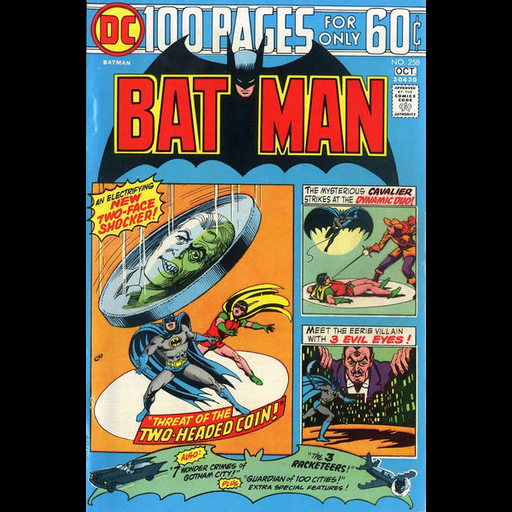 DC
100 PAGES FOR ONLY 60¢
BATMAN
NO. 258
OCT.
30430
APPROVED
BY THE
COMICS
CODE
AUTHORITY
BATMAN
AN ELECTRIFYING
NEW
TWO-FACE
SHOCKER!
THE MYSTERIOUS CAVALIER
STRIKES AT THE DYNAMIC DUO!
MEET THE EERIE VILLAIN
WITH 3 EVIL EYES!
"THREAT OF THE
TWO-HEADED COIN!"
ALSO:
"7 WONDER CRIMES OF
GOTHAM CITY!"
PLUS
"THE 3
RACKETEERS!"
"GUARDIAN OF 100 CITIES!"
EXTRA SPECIAL FEATURES!